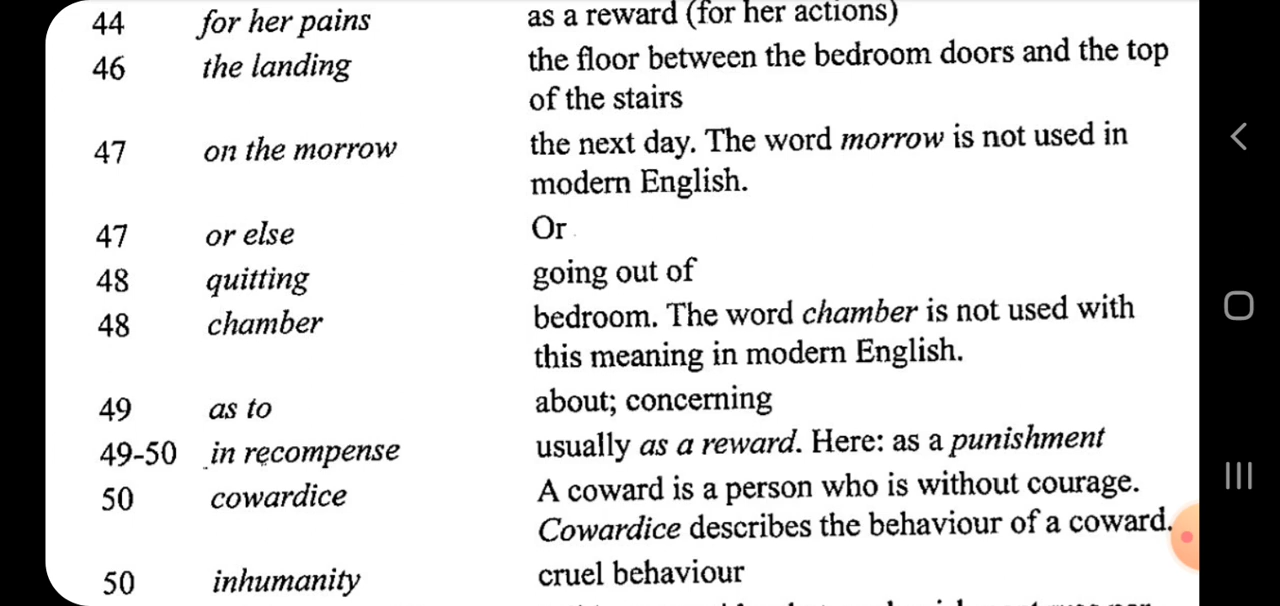 44 for her pains as a reward (for her actions)
46 the landing the floor between the bedroom doors and the top
of the stairs
47 on the morrow the next day. The word morrow is not used in
modern English.
47 or else Or
48 quitting going out of
48 chamber bedroom. The word chamber is not used with
this meaning in modern English.
49 as to about; concerning
49-50 in recompense usually as a reward. Here: as a punishment
50 cowardice A coward is a person who is without courage.
Cowardice describes the behaviour of a coward.
50 inhumanity cruel behaviour